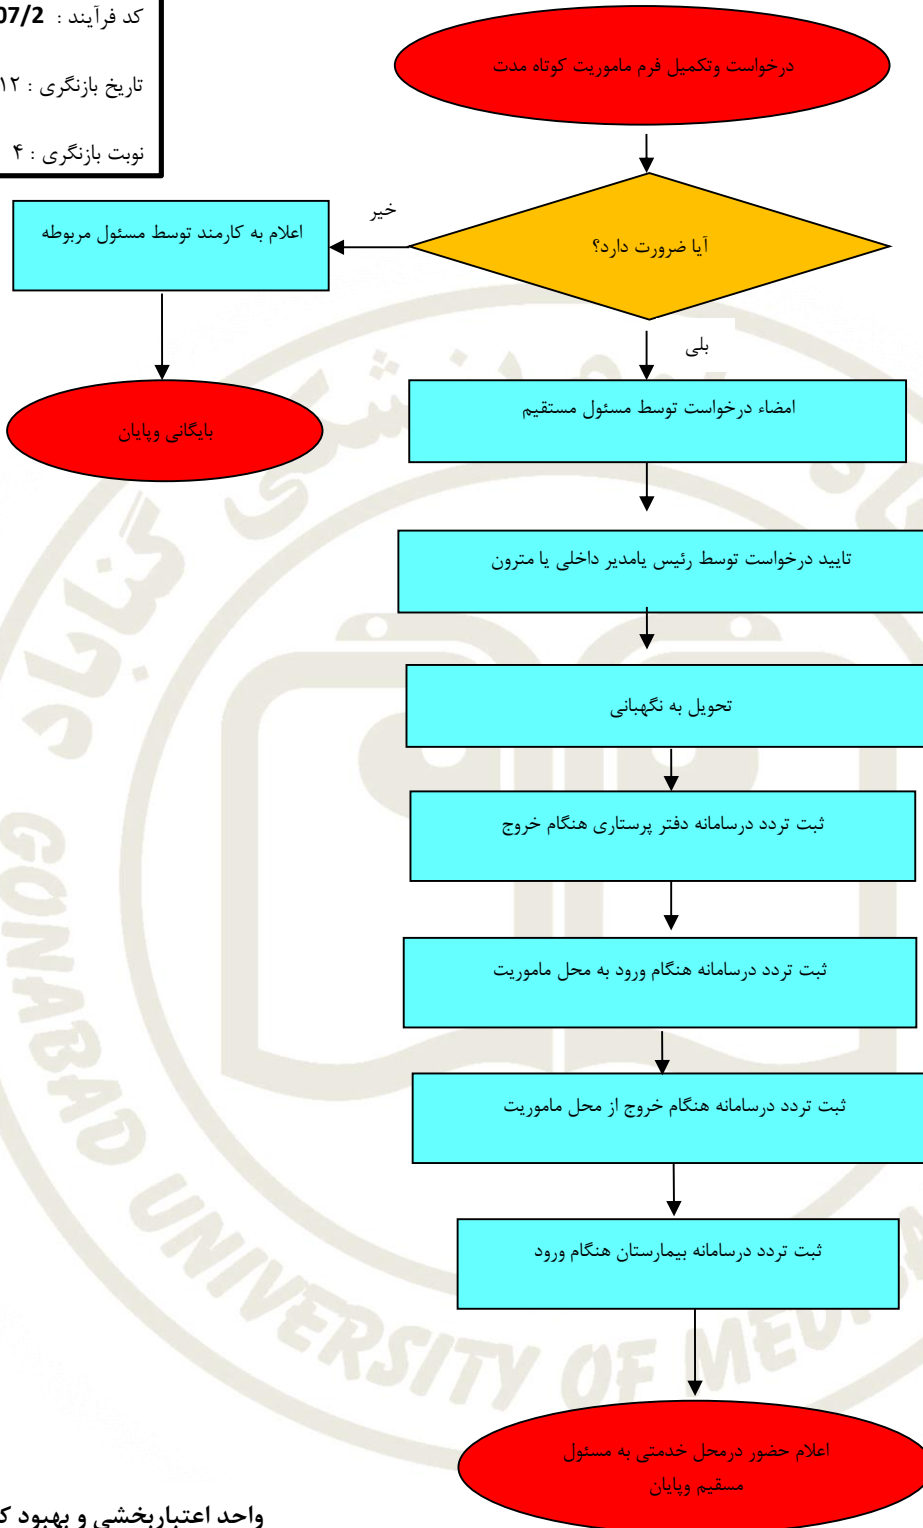 کد فرآیند : 07/2
تاریخ بازنگری : ۱۲
نوبت بازنگری : ۴
درخواست وتکمیل فرم ماموریت کوتاه مدت
آیا ضرورت دارد؟
خیر
اعلام به کارمند توسط مسئول مربوطه
بایگانی وپایان
بلی
امضاء درخواست توسط مسئول مستقیم
تایید درخواست توسط رئیس یامدیر داخلی یا مترون
تحویل به نگهبانی
ثبت تردد درسامانه دفتر پرستاری هنگام خروج
ثبت تردد درسامانه هنگام ورود به محل ماموریت
ثبت تردد درسامانه هنگام خروج از محل ماموریت
ثبت تردد درسامانه بیمارستان هنگام ورود
اعلام حضور درمحل خدمتی به مسئول
مسقیم وپایان
واحد اعتباربخشی و بهبود
گناباد
GONABAD UNIVERSITY OF